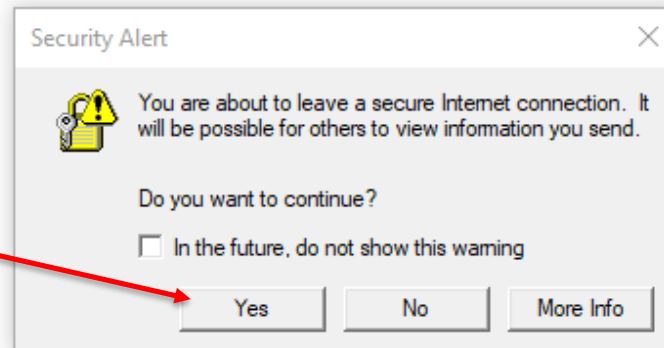 Security Alert
You are about to leave a secure Internet connection. It
will be possible for others to view information you send.
Do you want to continue?
In the future, do not show this warning
Yes No More Info